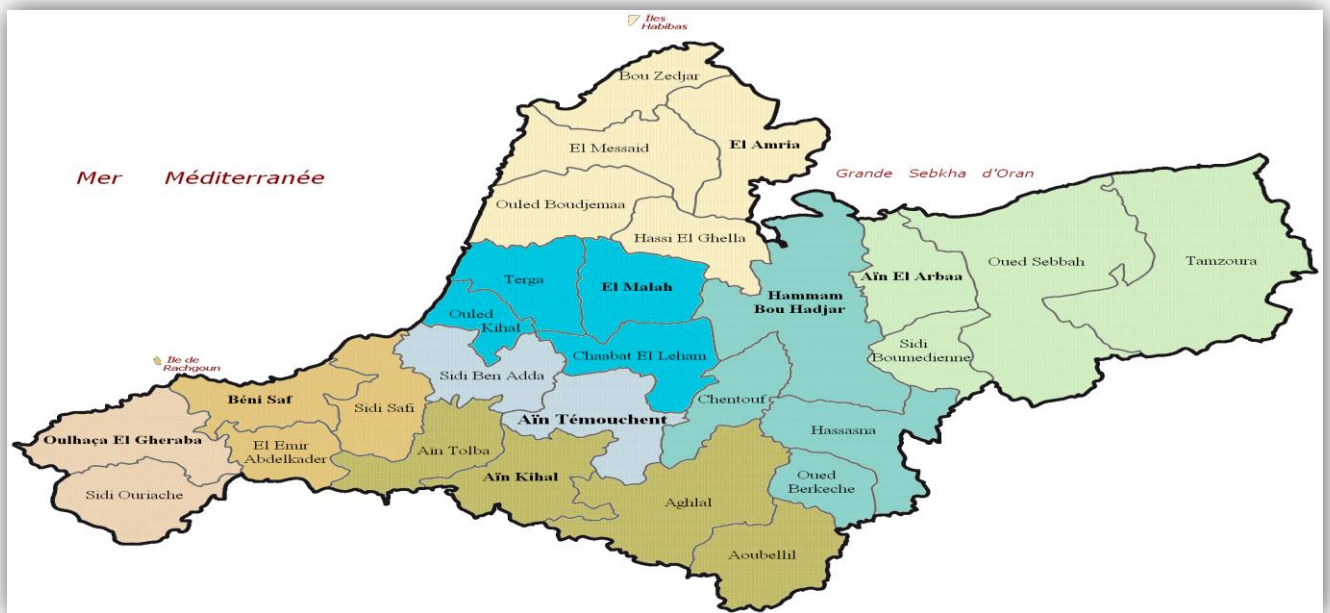 Îles
Habibas
Bou Zedjar
El Messaid
El Amria
Mer Méditerranée
Grande Sebkha d'Oran
Ouled Boudjemaa
Hassi El Ghella
Oued Sebbah
Tamzoura
Aïn El Arbaa
Terga
El Malah
Hammam
Bou Hadjar
Ouled
Kihal
Sidi
Boumedienne
Chaabat El Leham
Île de
Rachgoun
Sidi Ben Adda
Béni Saf
Sidi Safi
Chentouf
Aïn Témouchent
Hassasna
Oulhaça El Gheraba
El Emir
Abdelkader
Aïn Tolba
Aïn Kihal
Oued
Berkeche
Sidi Ouriache
Aghlal
Aoubellil